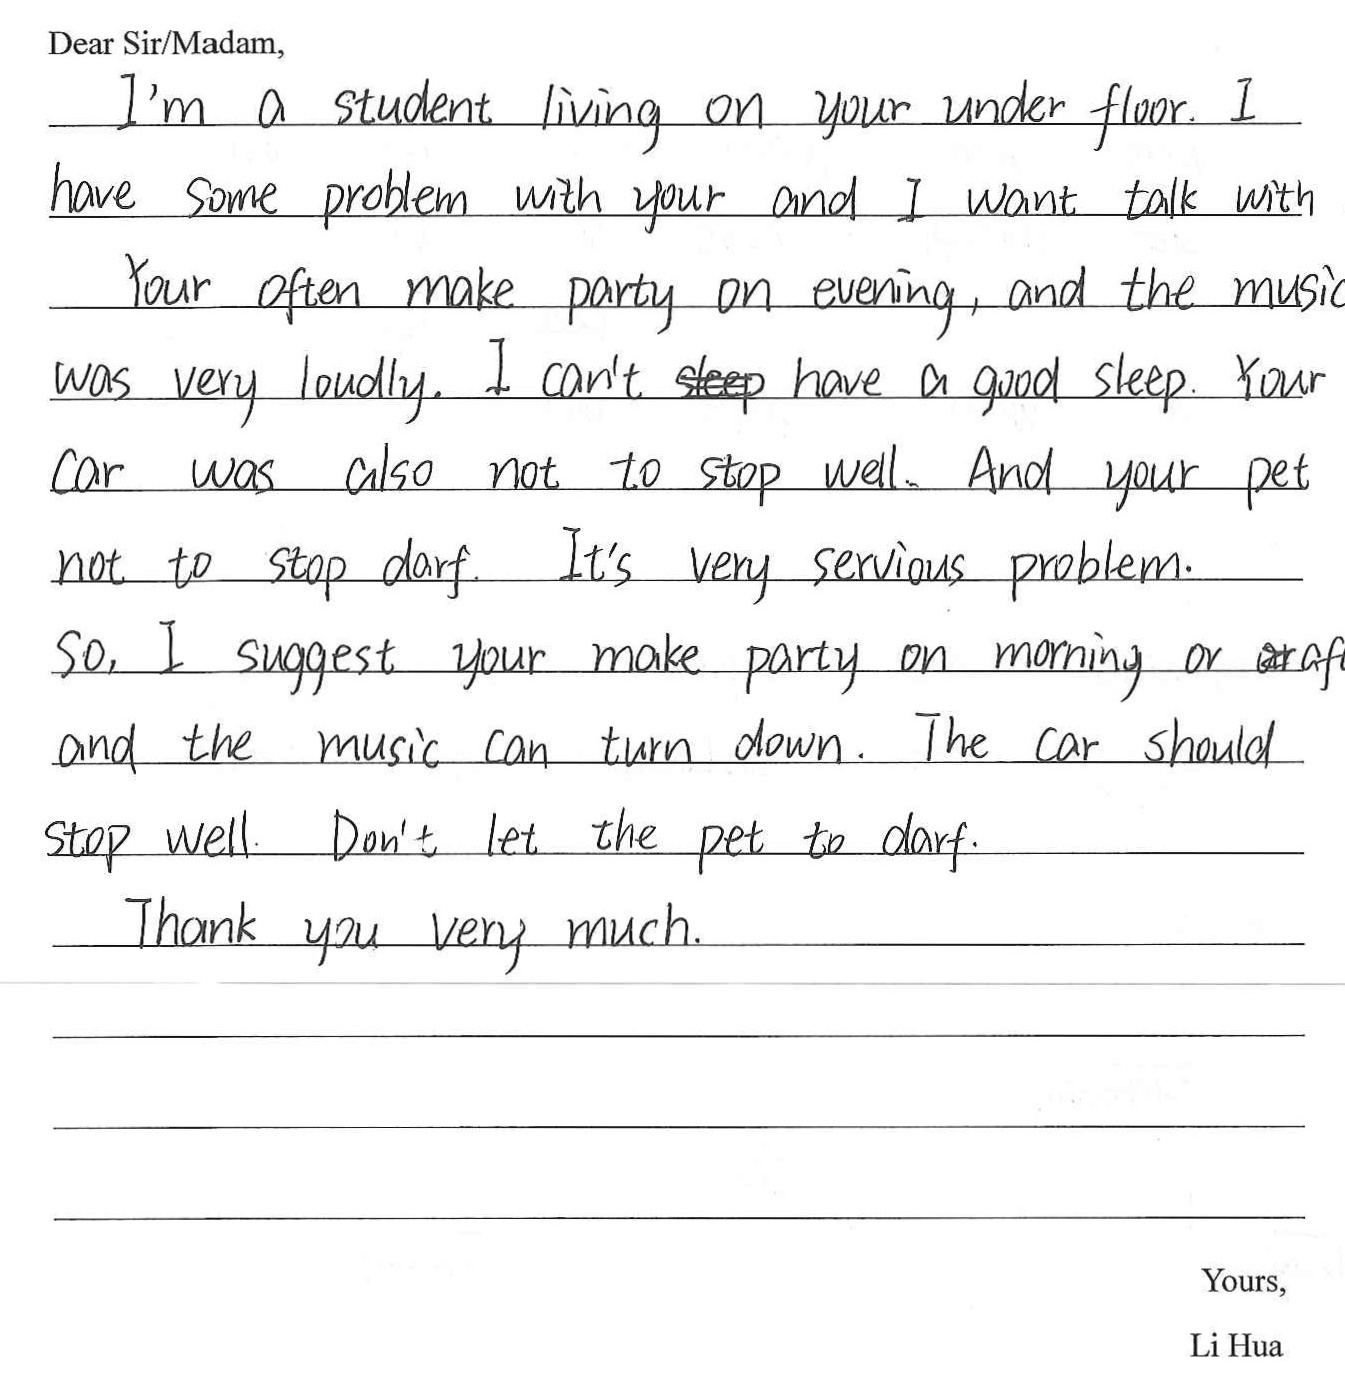 Dear Sir/Madam,
I'm a student living on your under floor. I
have some problem with your and I want talk with
Your often make party on evening, and the music
was very loudly. I can't sleep have a good sleep. Your
car was also not to stop well. And your pet
not to stop darf. It's very servious problem.
So, I suggest your make party on morning or
and the music can turn down. The car should
stop well. Don't let the pet to darf.
Thank you very much.
Yours,
Li Hua